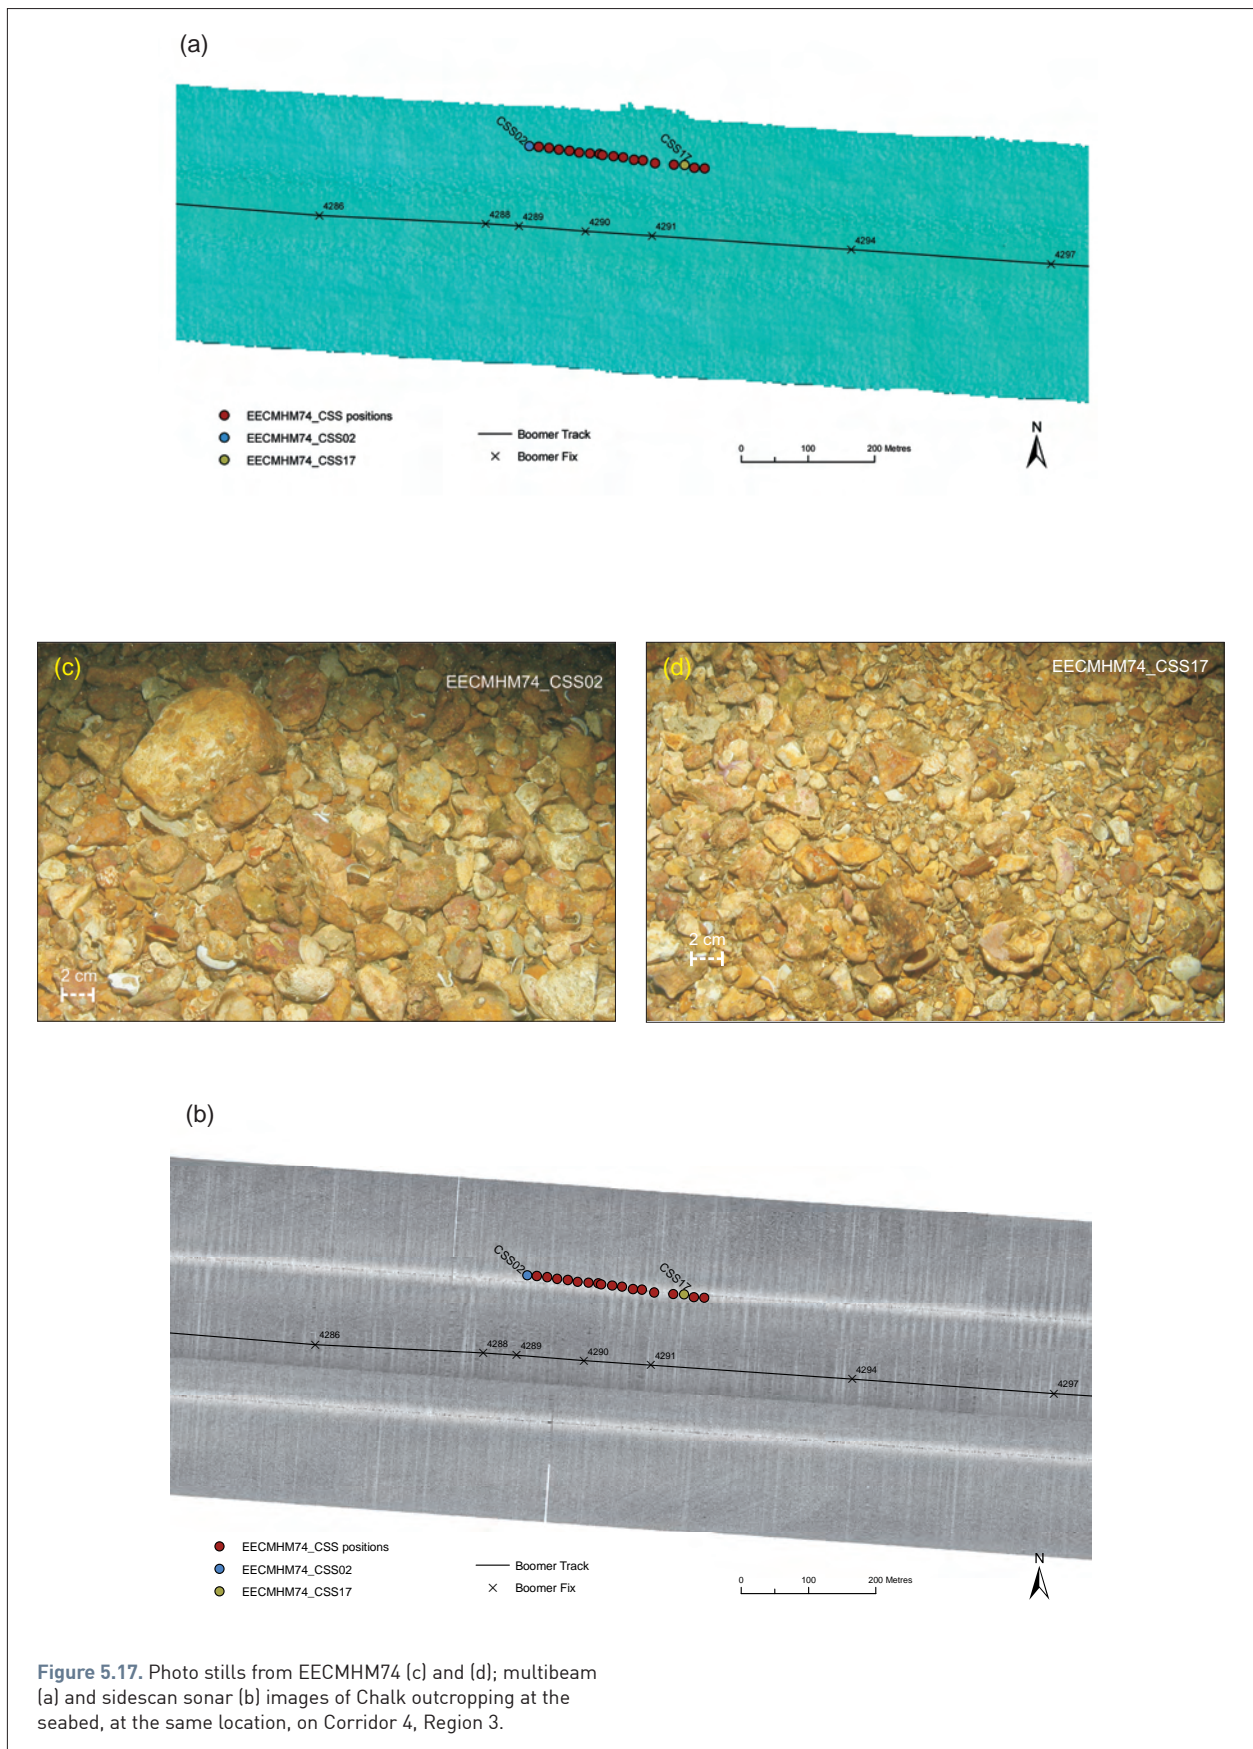 (a)
CSS02
CSS17
4286
4288
4289
4290
4291
4294
4297
EECMHM74_CSS positions
EECMHM74_CSS02
EECMHM74_CSS17
Boomer Track
Boomer Fix
0 100 200 Metres
N
(c)
EECMHM74_CSS02
2 cm
(d)
EECMHM74_CSS17
2 cm
(b)
CSS02
CSS17
4286
4288
4289
4290
4291
4294
4297
EECMHM74_CSS positions
EECMHM74_CSS02
EECMHM74_CSS17
Boomer Track
Boomer Fix
0 100 200 Metres
N
Figure 5.17. Photo stills from EECMHM74 (c) and (d); multibeam
(a) and sidescan sonar (b) images of Chalk outcropping at the
seabed, at the same location, on Corridor 4, Region 3.